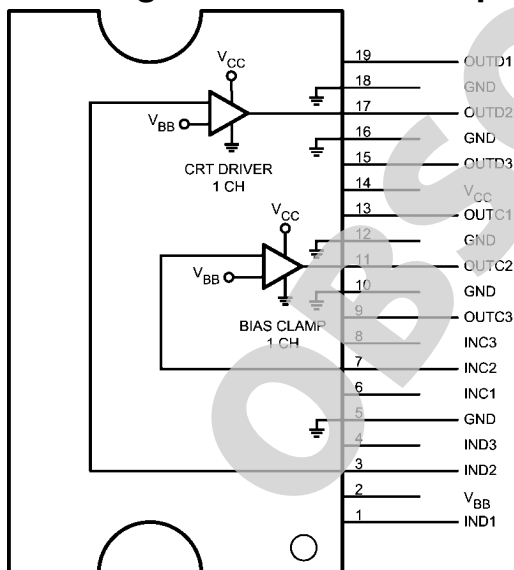 19 OUTD1
18 GND
17 OUTD2
16 GND
15 OUTD3
14 VCC
13 OUTC1
12 GND
11 OUTC2
10 GND
9 OUTC3
8 INC3
7 INC2
6 INC1
5 GND
4 IND3
3 IND2
2 VBB
1 IND1
VCC
VBB
CRT DRIVER
1 CH
VCC
VBB
BIAS CLAMP
1 CH
OBSO